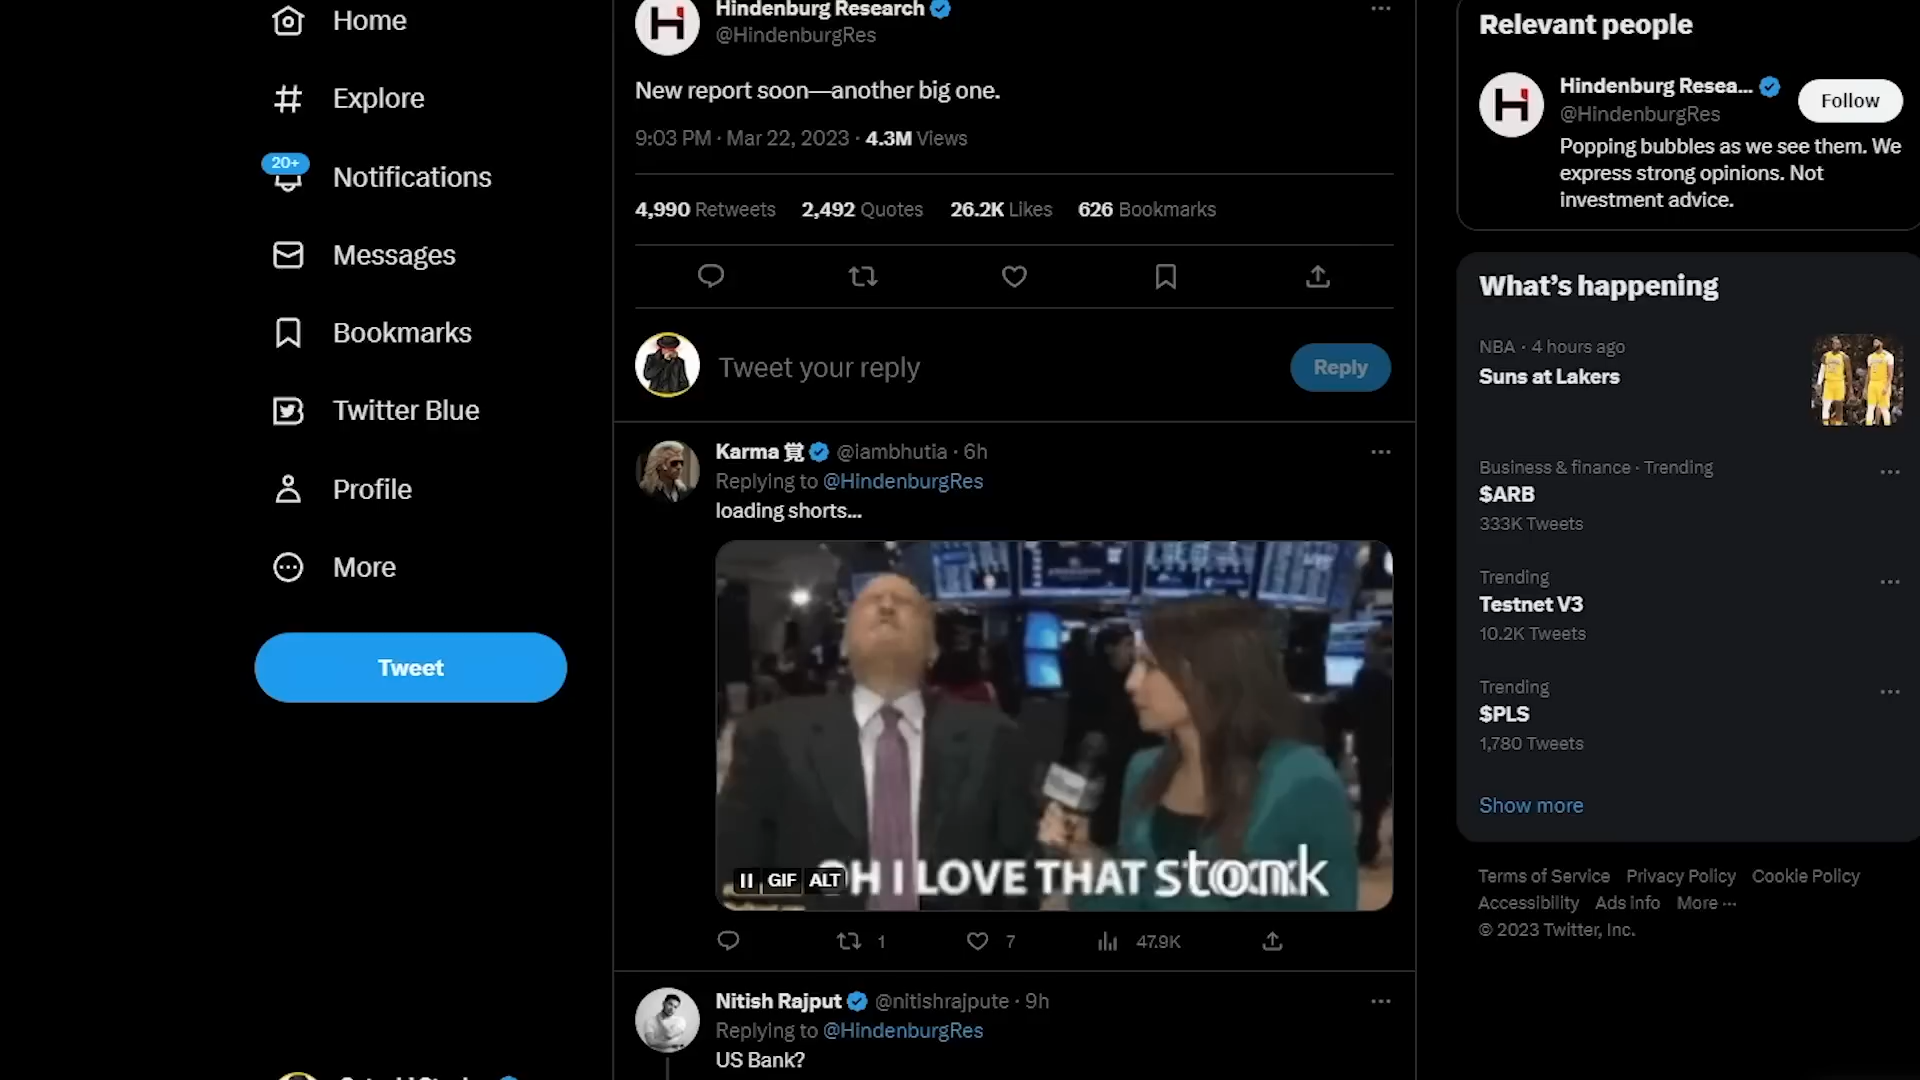 Home
Explore
20+
Notifications
Messages
Bookmarks
Twitter Blue
Profile
More
Tweet
Hindenburg Research
@HindenburgRes
New report soon—another big one.
9:03 PM · Mar 22, 2023 · 4.3M Views
4,990 Retweets 2,492 Quotes 26.2K Likes 626 Bookmarks
Tweet your reply
Reply
Karma 覚 @iambhutia · 6h
Replying to @HindenburgRes
loading shorts...
H I LOVE THAT
GIF ALT
1 7 47.9K
Nitish Rajput @nitishrajpute · 9h
Replying to @HindenburgRes
US Bank?
Relevant people
Hindenburg Resea...
@HindenburgRes
Follow
Popping bubbles as we see them. We
express strong opinions. Not
investment advice.
What's happening
NBA · 4 hours ago
Suns at Lakers
Business & finance · Trending
$ARB
333K Tweets
Trending
Testnet V3
10.2K Tweets
Trending
$PLS
1,780 Tweets
Show more
Terms of Service Privacy Policy Cookie Policy
Accessibility Ads info More ···
© 2023 Twitter, Inc.